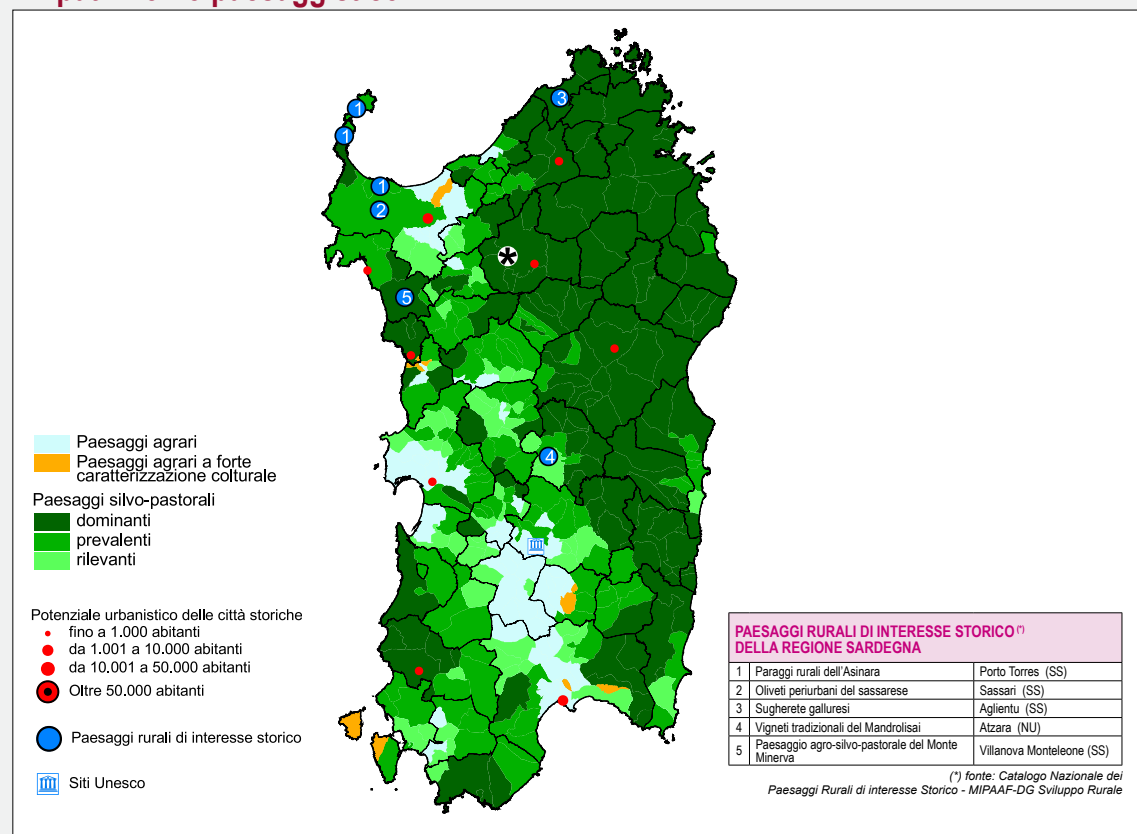 3
1
1
1
2
*
5
4
Paesaggi agrari
Paesaggi agrari a forte
caratterizzazione colturale
Paesaggi silvo-pastorali
dominanti
prevalenti
rilevanti
Potenziale urbanistico delle città storiche
fino a 1.000 abitanti
da 1.001 a 10.000 abitanti
da 10.001 a 50.000 abitanti
Oltre 50.000 abitanti
Paesaggi rurali di interesse storico
Siti Unesco
PAESAGGI RURALI DI INTERESSE STORICO (*)
DELLA REGIONE SARDEGNA
1 Paraggi rurali dell'Asinara Porto Torres (SS)
2 Oliveti periurbani del sassarese Sassari (SS)
3 Sugherete galluresi Aglientu (SS)
4 Vigneti tradizionali del Mandrolisai Atzara (NU)
5 Paesaggio agro-silvo-pastorale del Monte Minerva Villanova Monteleone (SS)
(*) fonte: Catalogo Nazionale dei
Paesaggi Rurali di interesse Storico - MIPAAF-DG Sviluppo Rurale